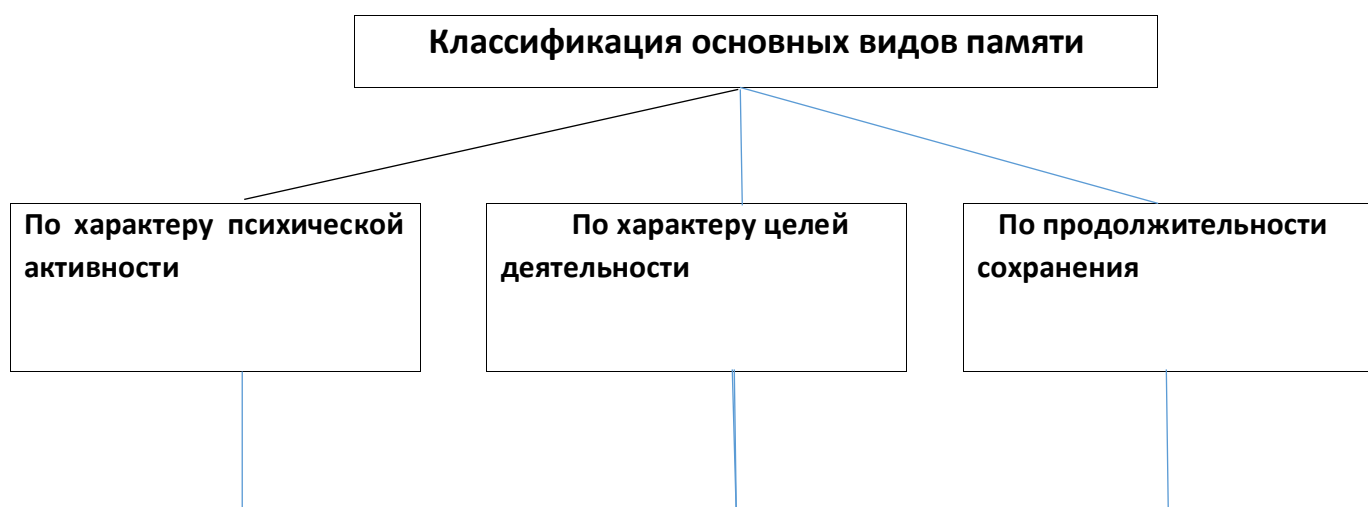 Классификация основных видов памяти
По характеру психической
активности
По характеру целей
деятельности
По продолжительности
сохранения